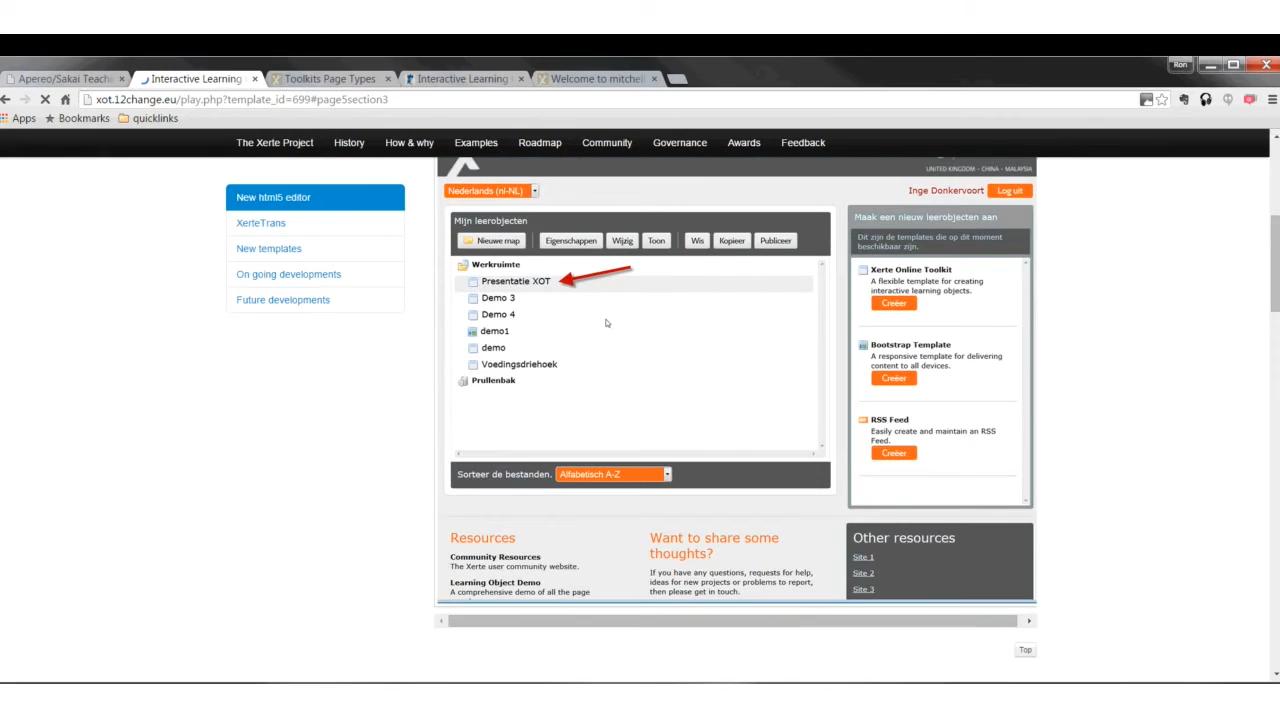 Ron
Apereo/Sakai Teache
Interactive Learning
Toolkits Page Types
Interactive Learning
Welcome to mitchell
xot.12change.eu/play.php?template_id=699#page5section3
Apps
Bookmarks
quicklinks
The Xerte Project
History
How & why
Examples
Roadmap
Community
Governance
Awards
Feedback
New html5 editor
XerteTrans
New templates
On going developments
Future developments
UNITED KINGDOM - CHINA - MALAYSIA
Nederlands (nl-NL)
Inge Donkervoort
Log uit
Mijn leerobjecten
Nieuwe map
Eigenschappen
Wijzig
Toon
Wis
Kopieer
Publiceer
Werkruimte
Presentatie XOT
Demo 3
Demo 4
demo1
demo
Voedingsdriehoek
Prullenbak
Sorteer de bestanden.
Alfabetisch A-Z
Maak een nieuw leerobjecten aan
Dit zijn de templates die op dit moment
beschikbaar zijn.
Xerte Online Toolkit
A flexible template for creating
interactive learning objects.
Creëer
Bootstrap Template
A responsive template for delivering
content to all devices.
Creëer
RSS Feed
Easily create and maintain an RSS
Feed.
Creëer
Resources
Community Resources
The Xerte user community website.
Learning Object Demo
A comprehensive demo of all the page
Want to share some
thoughts?
If you have any questions, requests for help,
ideas for new projects or problems to report,
then please get in touch.
Other resources
Site 1
Site 2
Site 3
Top